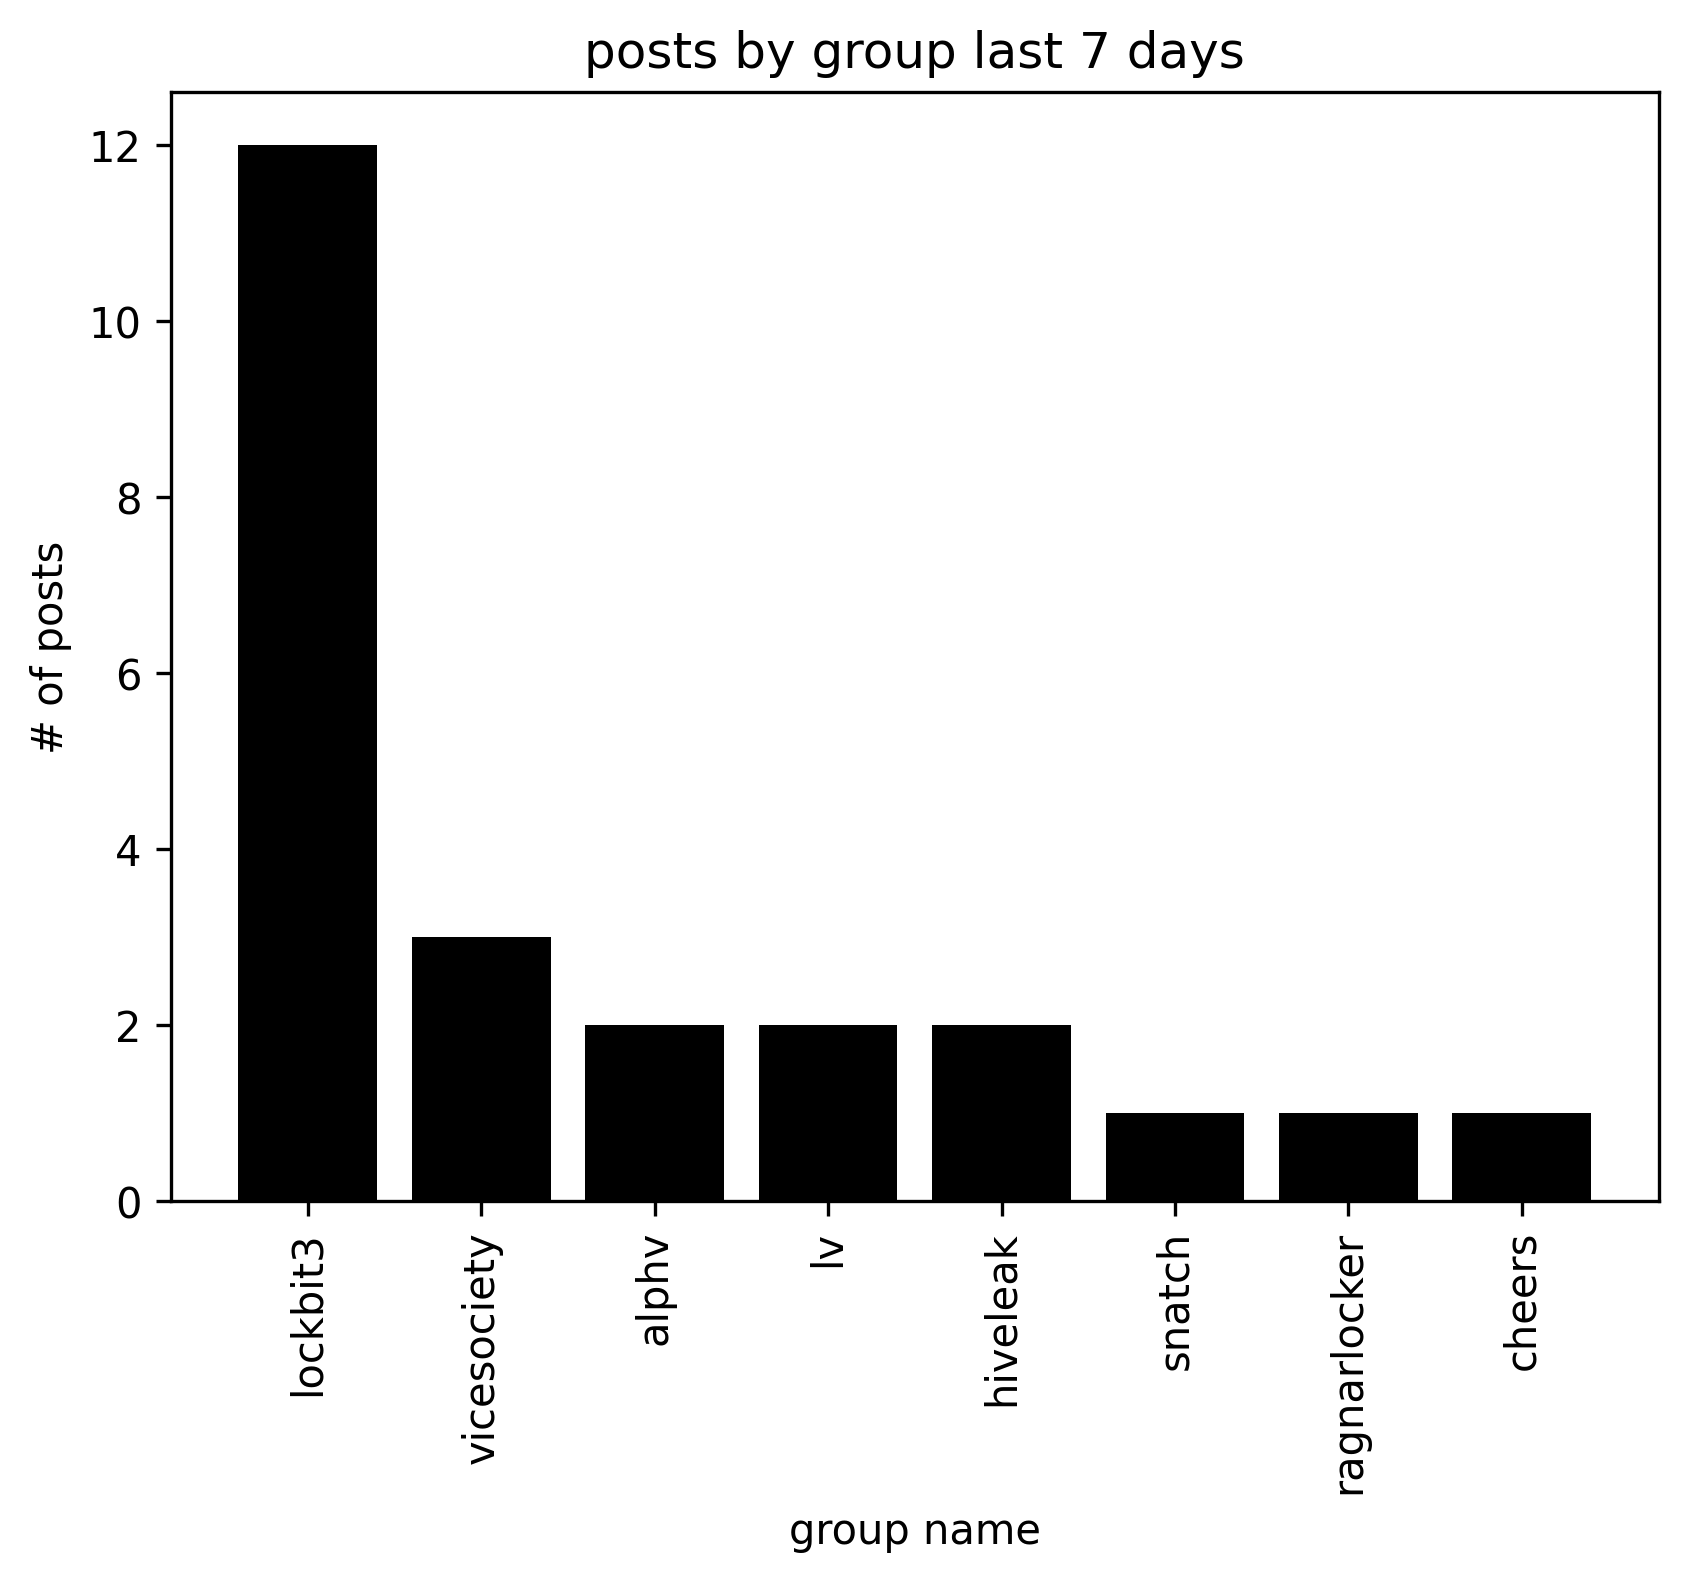 posts by group last 7 days
12
10
8
6
4
2
0
# of posts
lockbit3
vicesociety
alphv
lv
hiveleak
snatch
ragnarlocker
cheers
group name